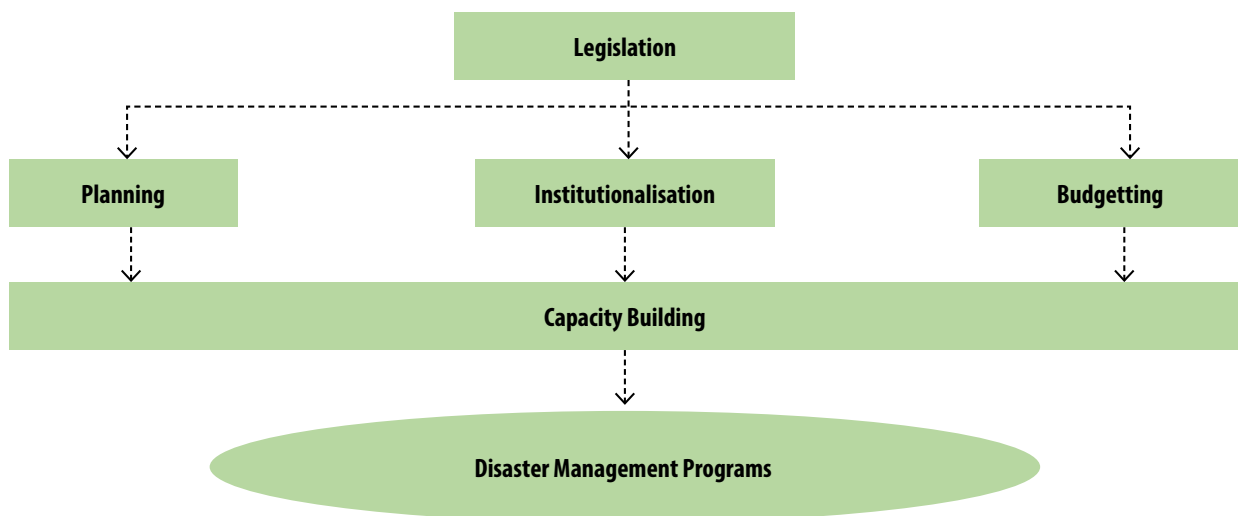 Legislation
Planning
Institutionalisation
Budgetting
Capacity Building
Disaster Management Programs